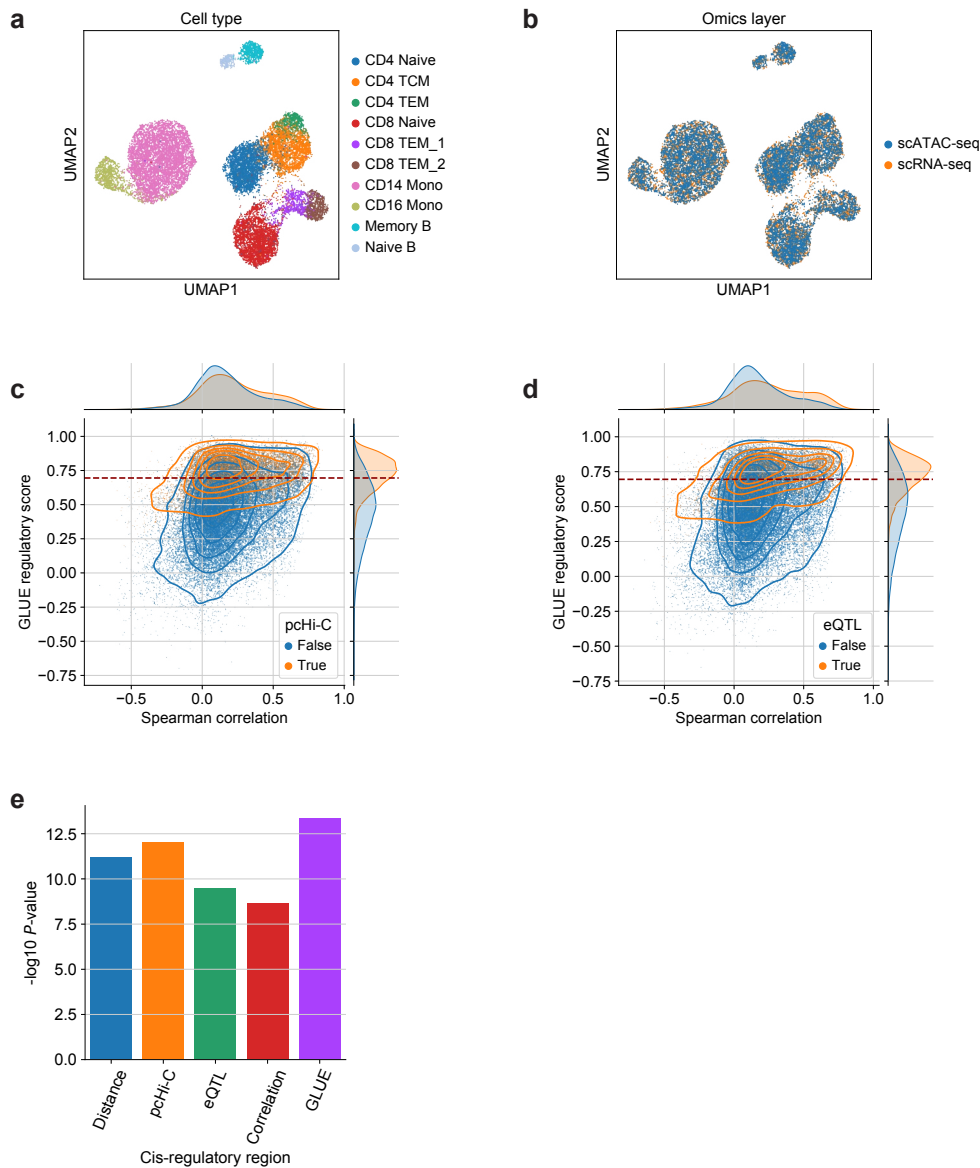 a
Cell type
UMAP2
UMAP1
CD4 Naive
CD4 TCM
CD4 TEM
CD8 Naive
CD8 TEM_1
CD8 TEM_2
CD14 Mono
CD16 Mono
Memory B
Naive B
b
Omics layer
UMAP2
UMAP1
scATAC-seq
scRNA-seq
c
GLUE regulatory score
1.00
0.75
0.50
0.25
0.00
−0.25
−0.50
−0.75
pcHi-C
False
True
−0.5 0.0 0.5 1.0
Spearman correlation
d
GLUE regulatory score
1.00
0.75
0.50
0.25
0.00
−0.25
−0.50
−0.75
eQTL
False
True
−0.5 0.0 0.5 1.0
Spearman correlation
e
-log10 P-value
12.5
10.0
7.5
5.0
2.5
0.0
Distance
pcHi-C
eQTL
Correlation
GLUE
Cis-regulatory region